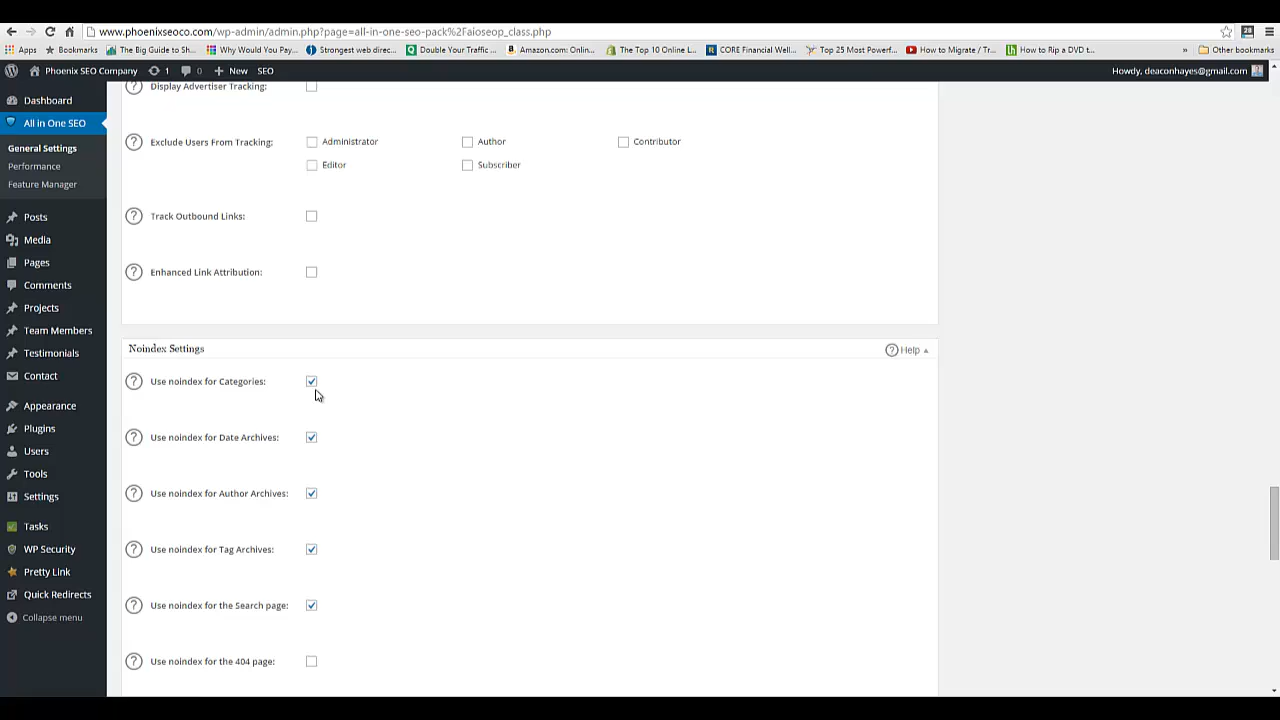 www.phoenixseoco.com/wp-admin/admin.php?page=all-in-one-seo-pack%2Faioseop_class.php
Apps Bookmarks The Big Guide to Sh... Why Would You Pay... Strongest web direc... Double Your Traffic ... Amazon.com: Onlin... The Top 10 Online L... CORE Financial Well... Top 25 Most Powerf... How to Migrate / Tr... How to Rip a DVD t... » Other bookmarks
Phoenix SEO Company 1 0 + New SEO Howdy, deaconhayes@gmail.com
Dashboard
All in One SEO
General Settings
Performance
Feature Manager
Posts
Media
Pages
Comments
Projects
Team Members
Testimonials
Contact
Appearance
Plugins
Users
Tools
Settings
Tasks
WP Security
Pretty Link
Quick Redirects
Collapse menu
? Display Advertiser Tracking:
? Exclude Users From Tracking: Administrator Author Contributor
Editor Subscriber
? Track Outbound Links:
? Enhanced Link Attribution:
Noindex Settings ? Help
? Use noindex for Categories:
? Use noindex for Date Archives:
? Use noindex for Author Archives:
? Use noindex for Tag Archives:
? Use noindex for the Search page:
? Use noindex for the 404 page: